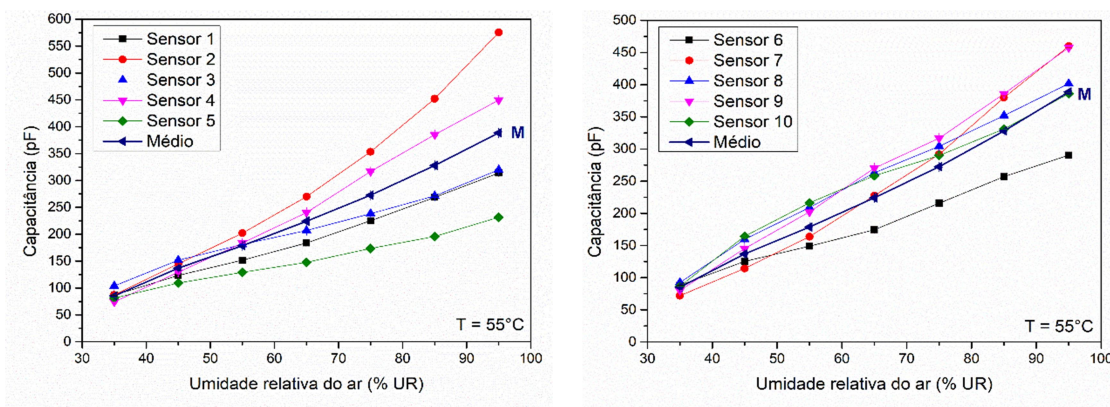 600
550
500
450
400
350
300
250
200
150
100
50
0
Capacitância (pF)
Sensor 1
Sensor 2
Sensor 3
Sensor 4
Sensor 5
Médio
M
T = 55°C
30 40 50 60 70 80 90 100
Umidade relativa do ar (% UR)
500
450
400
350
300
250
200
150
100
50
0
Capacitância (pF)
Sensor 6
Sensor 7
Sensor 8
Sensor 9
Sensor 10
Médio
M
T = 55°C
30 40 50 60 70 80 90 100
Umidade relativa do ar (% UR)